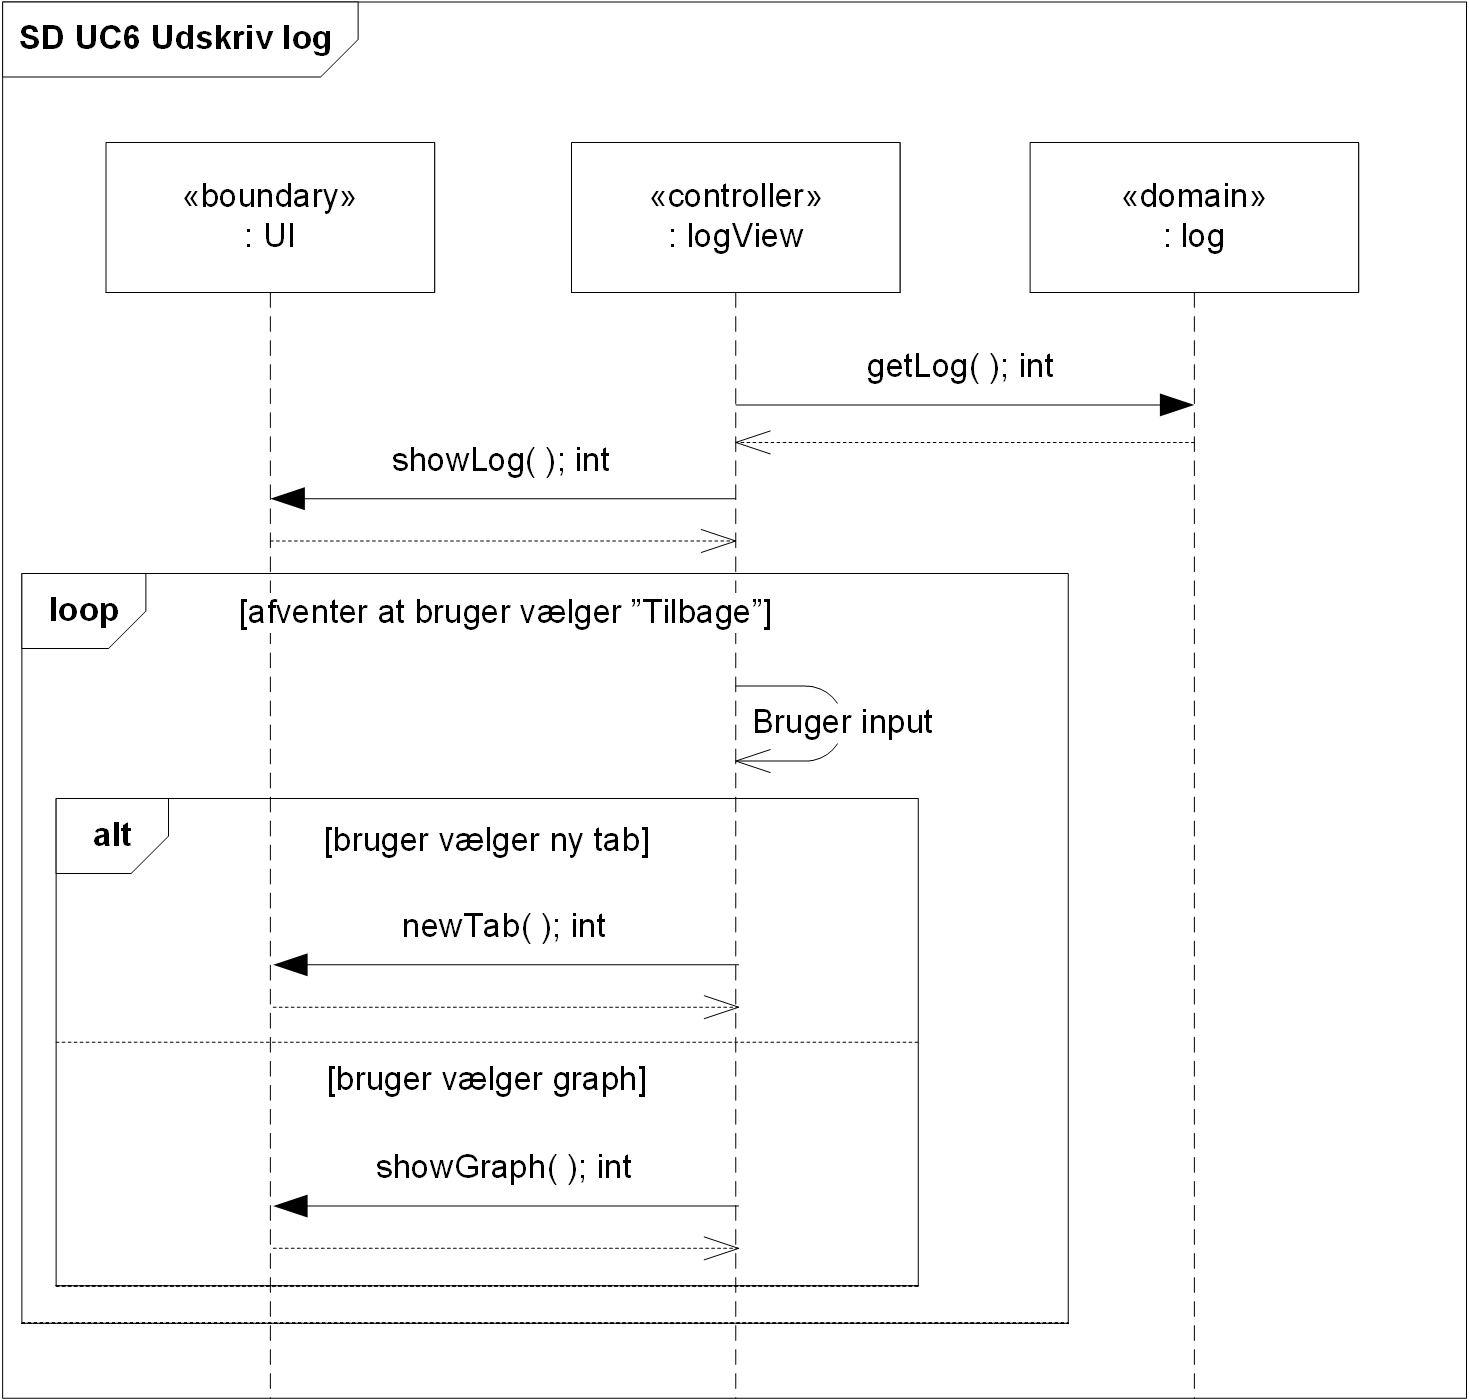 SD UC6 Udskriv log
«boundary»
: UI
«controller»
: logView
«domain»
: log
getLog( ); int
showLog( ); int
loop
[afventer at bruger vælger ”Tilbage”]
Bruger input
alt
[bruger vælger ny tab]
newTab( ); int
[bruger vælger graph]
showGraph( ); int